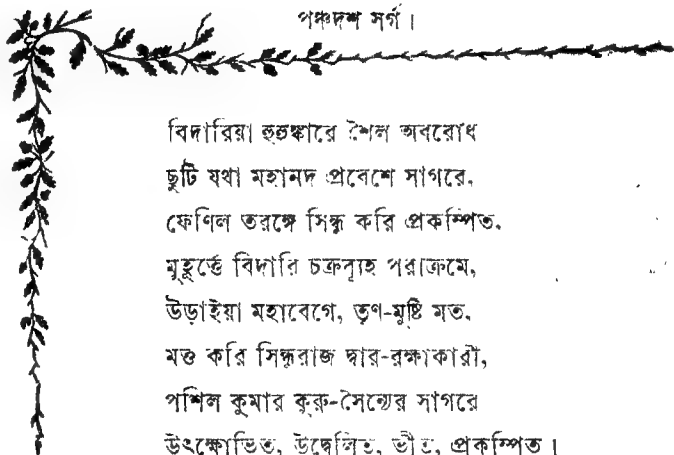 পঞ্চদশ সর্গ।
বিদারিয়া হুহুঙ্কারে শৈল অবরোধ
ছুটি যথা মহানদ প্রবেশে সাগরে,
ফেণিল তরঙ্গে সিন্ধু করি প্রকম্পিত,
মুহূর্ত্তে বিদারি চক্রব্যূহ পরাক্রমে,
উড়াইয়া মহাবেগে, তৃণ-মুষ্টি মত,
মত্ত করি সিন্ধুরাজ দ্বার-রক্ষাকারী,
পশিল কুমার কুরু-সৈন্যের সাগরে
উৎক্ষোভিত, উদ্বেলিত, ভীত, প্রকম্পিত।